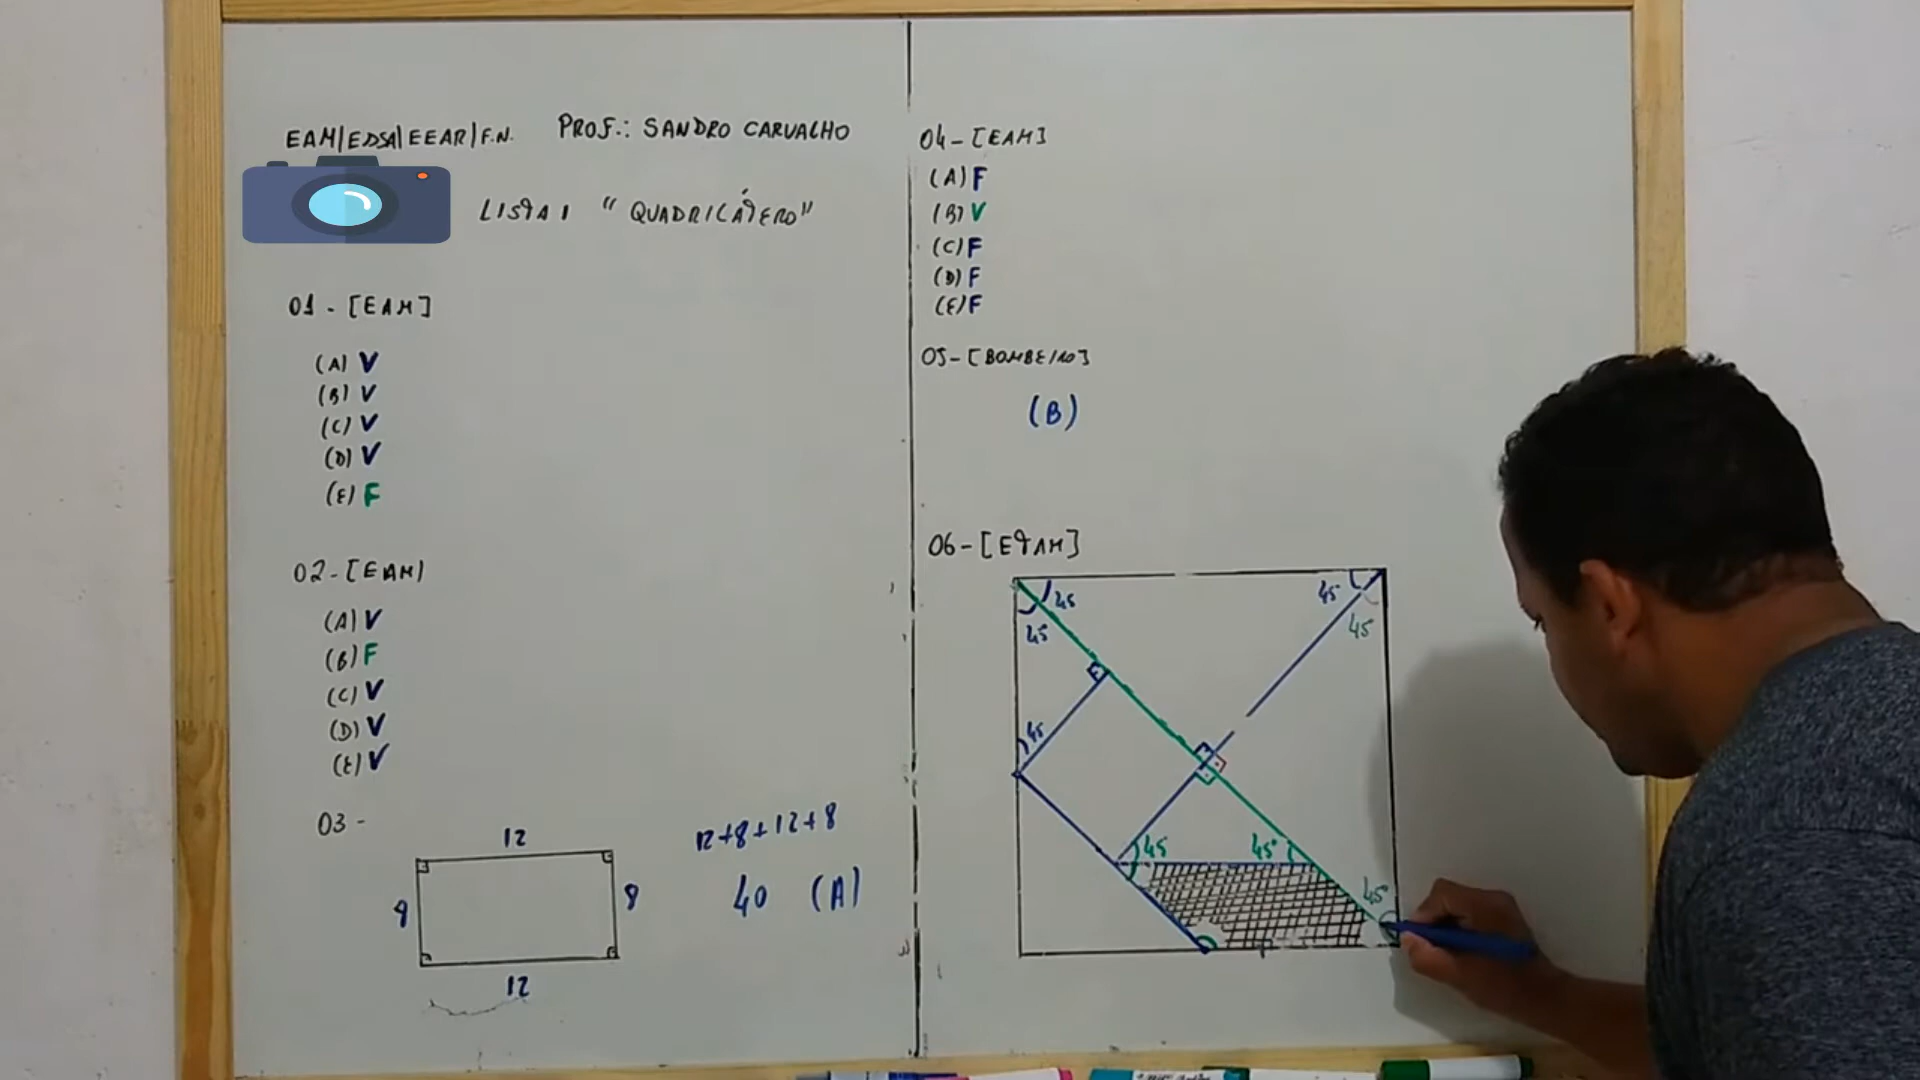 EAM/EDSA/EEAR/F.N. PROF.: SANDRO CARVALHO
LISTA 1 " QUADRILÁTERO"
01 - [EAM]
(A) V
(B) V
(C) V
(D) V
(E) F
02 - [EAM]
(A) V
(B) F
(C) V
(D) V
(E) V
03 -
12
8
8
12
12+8+12+8
40 (A)
04 - [EAM]
(A) F
(B) V
(C) F
(D) F
(E) F
05 - [BOMBEIRO]
(B)
06 - [ETAM]
45
45
45
45
45
45
45°
45°